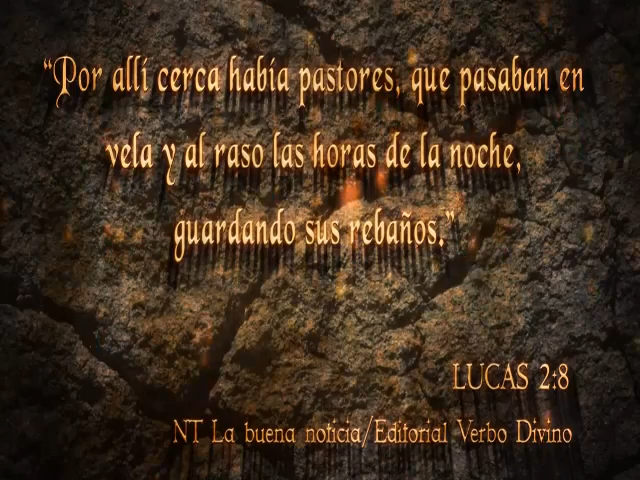 “Por allí cerca había pastores, que pasaban en
vela y al raso las horas de la noche,
guardando sus rebaños.”
LUCAS 2:8
NT La buena noticia/Editorial Verbo Divino